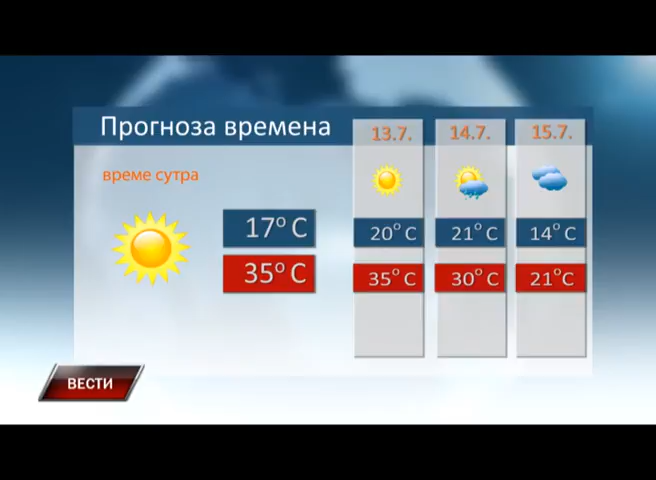 Прогноза времена
време сутра
17° C
35° C
13.7.
20° C
35° C
14.7.
21° C
30° C
15.7.
14° C
21°C
ВЕСТИ